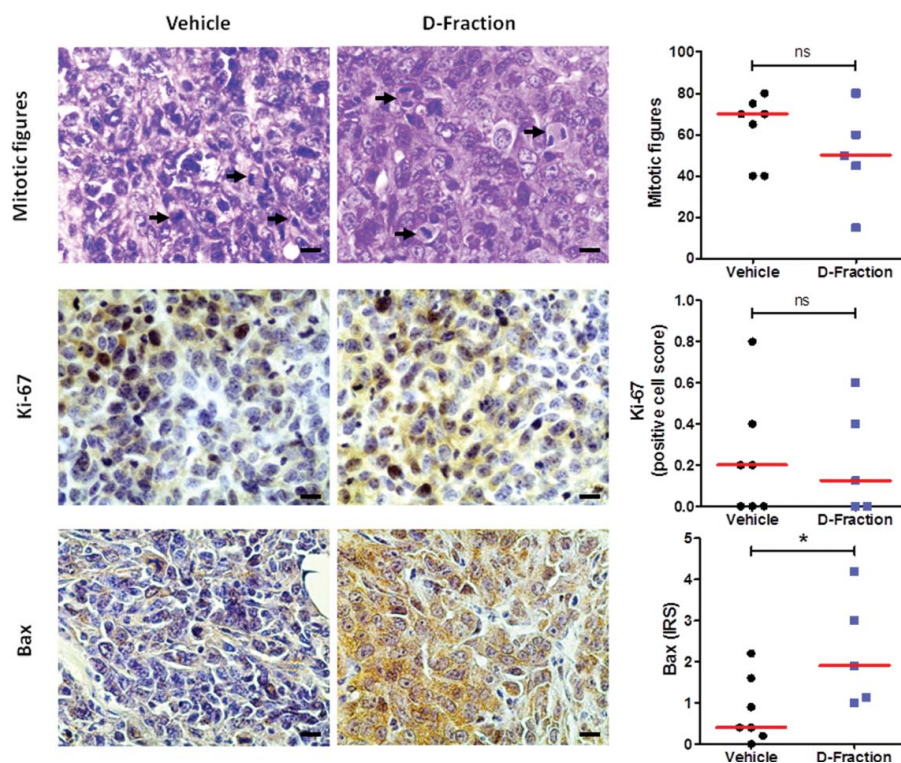 Vehicle
D-Fraction
Mitotic figures
Mitotic figures
100
80
60
40
20
0
ns
Vehicle
D-Fraction
Ki-67
Ki-67
(positive cell score)
1.0
0.8
0.6
0.4
0.2
0.0
ns
Vehicle
D-Fraction
Bax
Bax (IRS)
5
4
3
2
1
0
*
Vehicle
D-Fraction